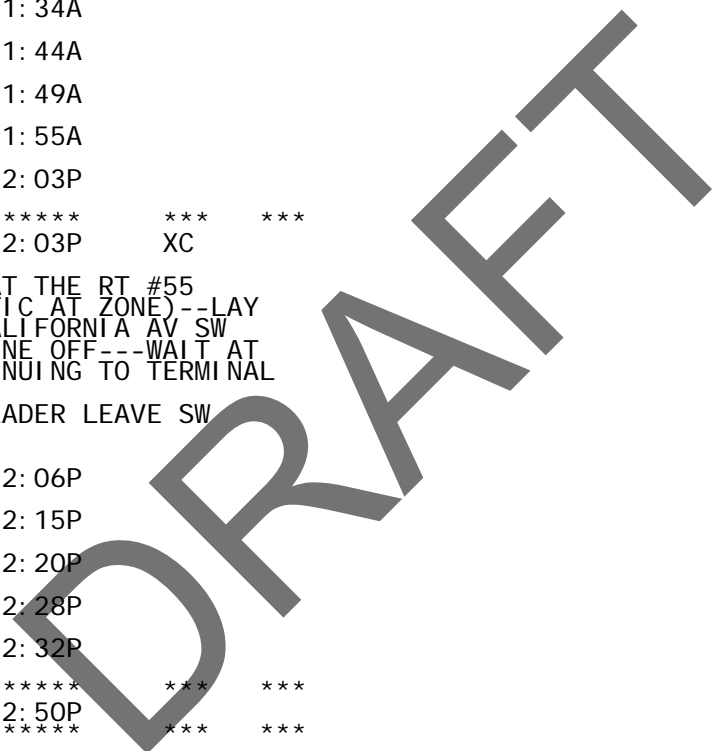 1:34A
1:44A
1:49A
1:55A
2:03P
***** *** ***
2:03P XC
AT THE RT #55
IC AT ZONE)--LAY
ALIFORNIA AV SW
NE OFF---WAIT AT
NUING TO TERMINAL
ADER LEAVE SW
2:06P
2:15P
2:20P
2:28P
2:32P
***** *** ***
2:50P
***** *** ***
DRAFT